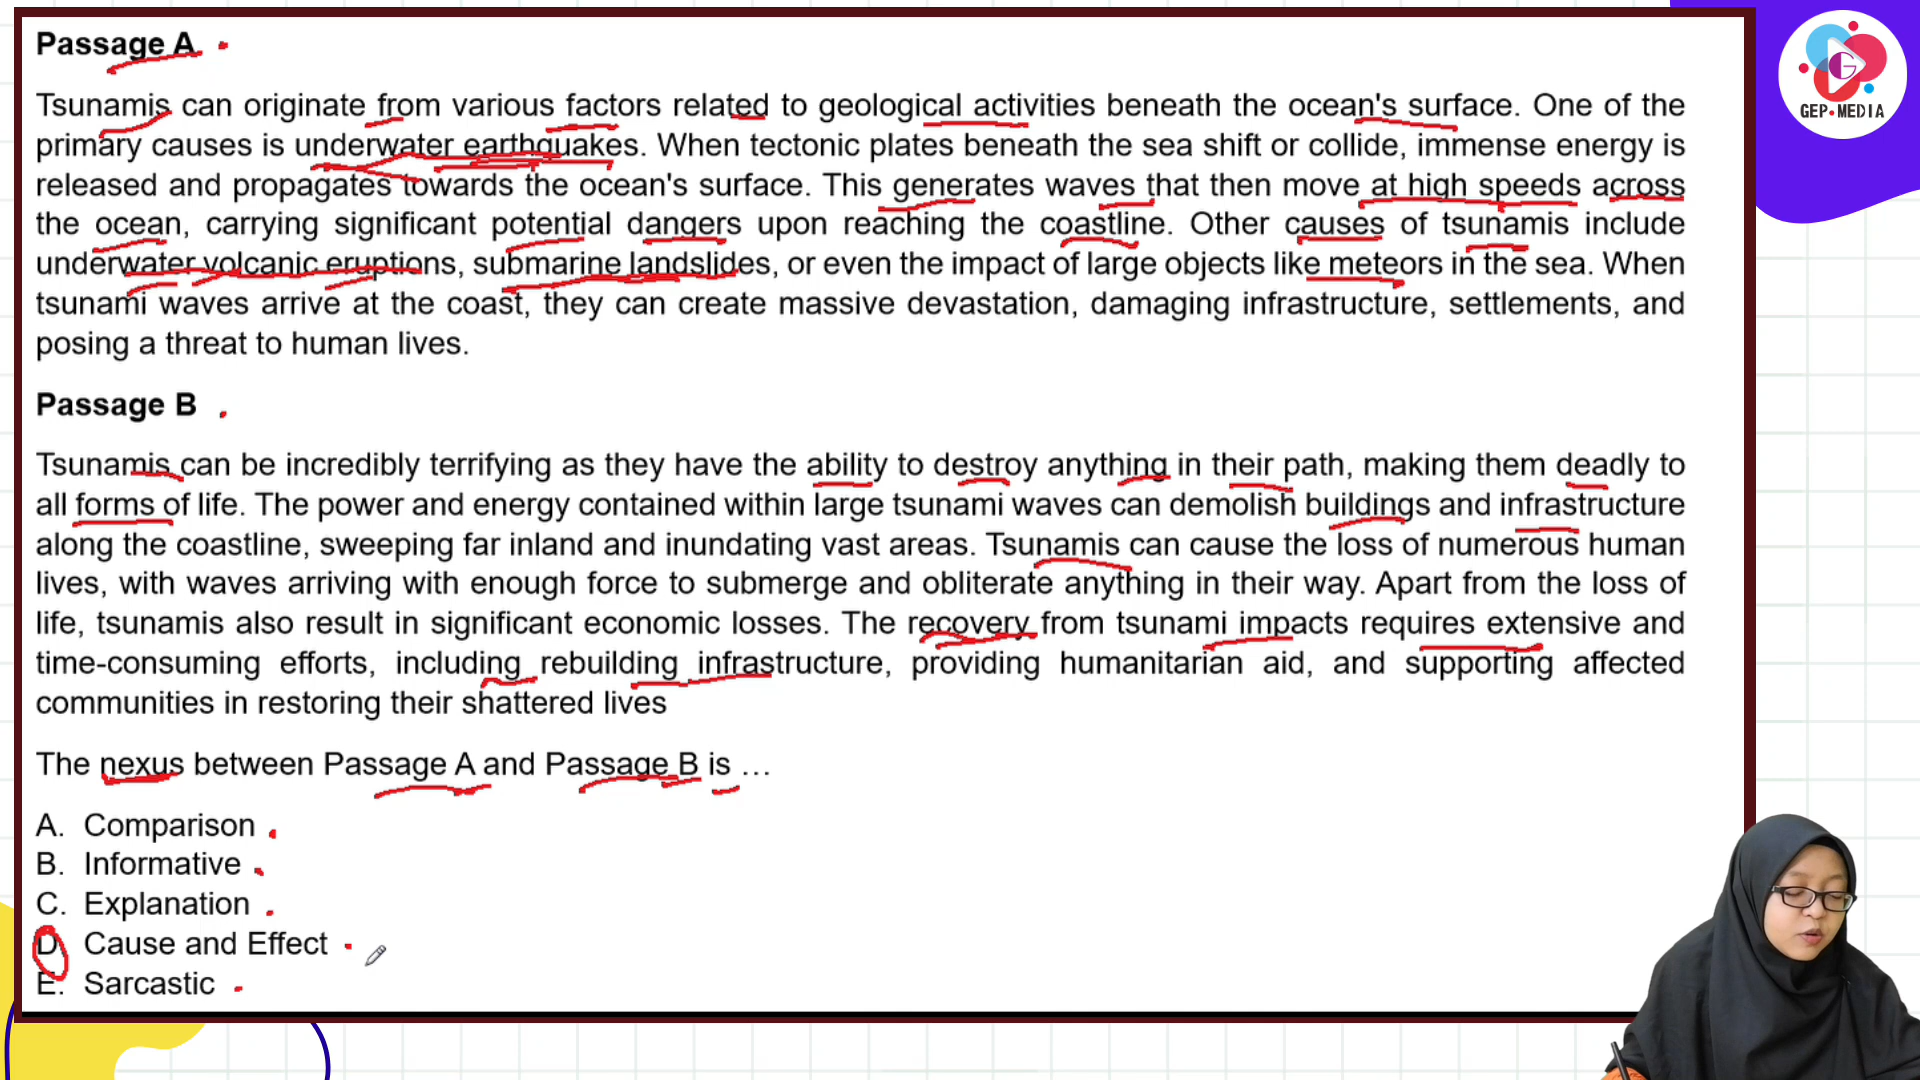 Passage A
Tsunamis can originate from various factors related to geological activities beneath the ocean's surface. One of the
primary causes is underwater earthquakes. When tectonic plates beneath the sea shift or collide, immense energy is
released and propagates towards the ocean's surface. This generates waves that then move at high speeds across
the ocean, carrying significant potential dangers upon reaching the coastline. Other causes of tsunamis include
underwater volcanic eruptions, submarine landslides, or even the impact of large objects like meteors in the sea. When
tsunami waves arrive at the coast, they can create massive devastation, damaging infrastructure, settlements, and
posing a threat to human lives.
Passage B
Tsunamis can be incredibly terrifying as they have the ability to destroy anything in their path, making them deadly to
all forms of life. The power and energy contained within large tsunami waves can demolish buildings and infrastructure
along the coastline, sweeping far inland and inundating vast areas. Tsunamis can cause the loss of numerous human
lives, with waves arriving with enough force to submerge and obliterate anything in their way. Apart from the loss of
life, tsunamis also result in significant economic losses. The recovery from tsunami impacts requires extensive and
time-consuming efforts, including rebuilding infrastructure, providing humanitarian aid, and supporting affected
communities in restoring their shattered lives
The nexus between Passage A and Passage B is …
A. Comparison
B. Informative
C. Explanation
D. Cause and Effect
E. Sarcastic
G
GEP•MEDIA